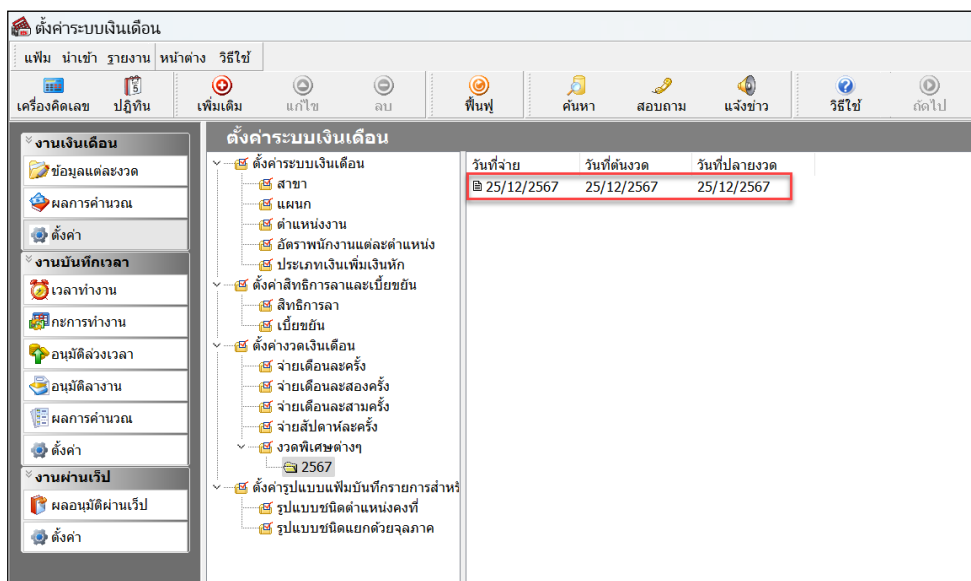 ตั้งค่าระบบเงินเดือน
แฟ้ม นำเข้า รายงาน หน้าต่าง วิธีใช้
เครื่องคิดเลข ปฏิทิน เพิ่มเติม แก้ไข ลบ ฟื้นฟู ค้นหา สอบถาม แจ้งข่าว วิธีใช้ ถัดไป
งานเงินเดือน
ข้อมูลแต่ละงวด
ผลการคำนวณ
ตั้งค่า
งานบันทึกเวลา
เวลาทำงาน
กะการทำงาน
อนุมัติล่วงเวลา
อนุมัติลางาน
ผลการคำนวณ
ตั้งค่า
งานผ่านเว็ป
ผลอนุมัติผ่านเว็ป
ตั้งค่า
ตั้งค่าระบบเงินเดือน
ตั้งค่าระบบเงินเดือน
สาขา
แผนก
ตำแหน่งงาน
อัตราพนักงานแต่ละตำแหน่ง
ประเภทเงินเพิ่มเงินหัก
ตั้งค่าสิทธิการลาและเบี้ยขยัน
สิทธิการลา
เบี้ยขยัน
ตั้งค่างวดเงินเดือน
จ่ายเดือนละครั้ง
จ่ายเดือนละสองครั้ง
จ่ายเดือนละสามครั้ง
จ่ายสัปดาห์ละครั้ง
งวดพิเศษต่างๆ
2567
ตั้งค่ารูปแบบแฟ้มบันทึกรายการสำหรั
รูปแบบชนิดตำแหน่งคงที่
รูปแบบชนิดแยกด้วยจุลภาค
วันที่จ่าย วันที่ต้นงวด วันที่ปลายงวด
25/12/2567 25/12/2567 25/12/2567